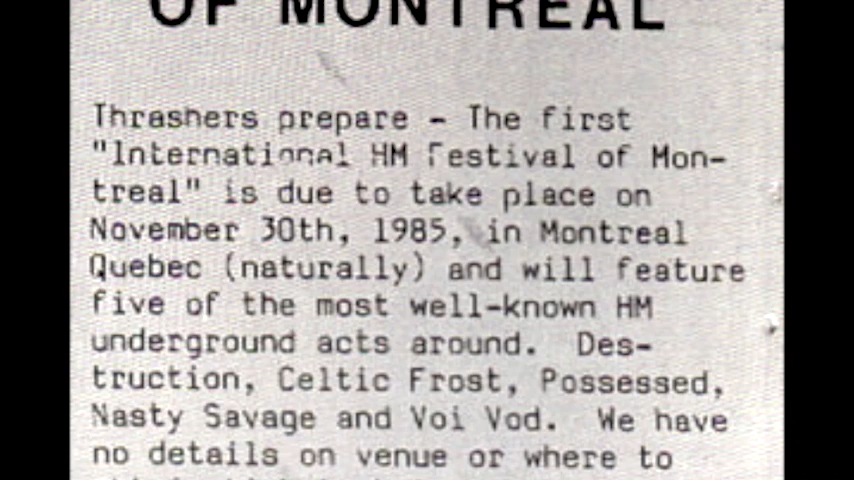 OF MONTREAL
Thrashers prepare - The first
"International HM Festival of Mon-
treal" is due to take place on
November 30th, 1985, in Montreal
Quebec (naturally) and will feature
five of the most well-known HM
underground acts around. Des-
truction, Celtic Frost, Possessed,
Nasty Savage and Voi Vod. We have
no details on venue or where to